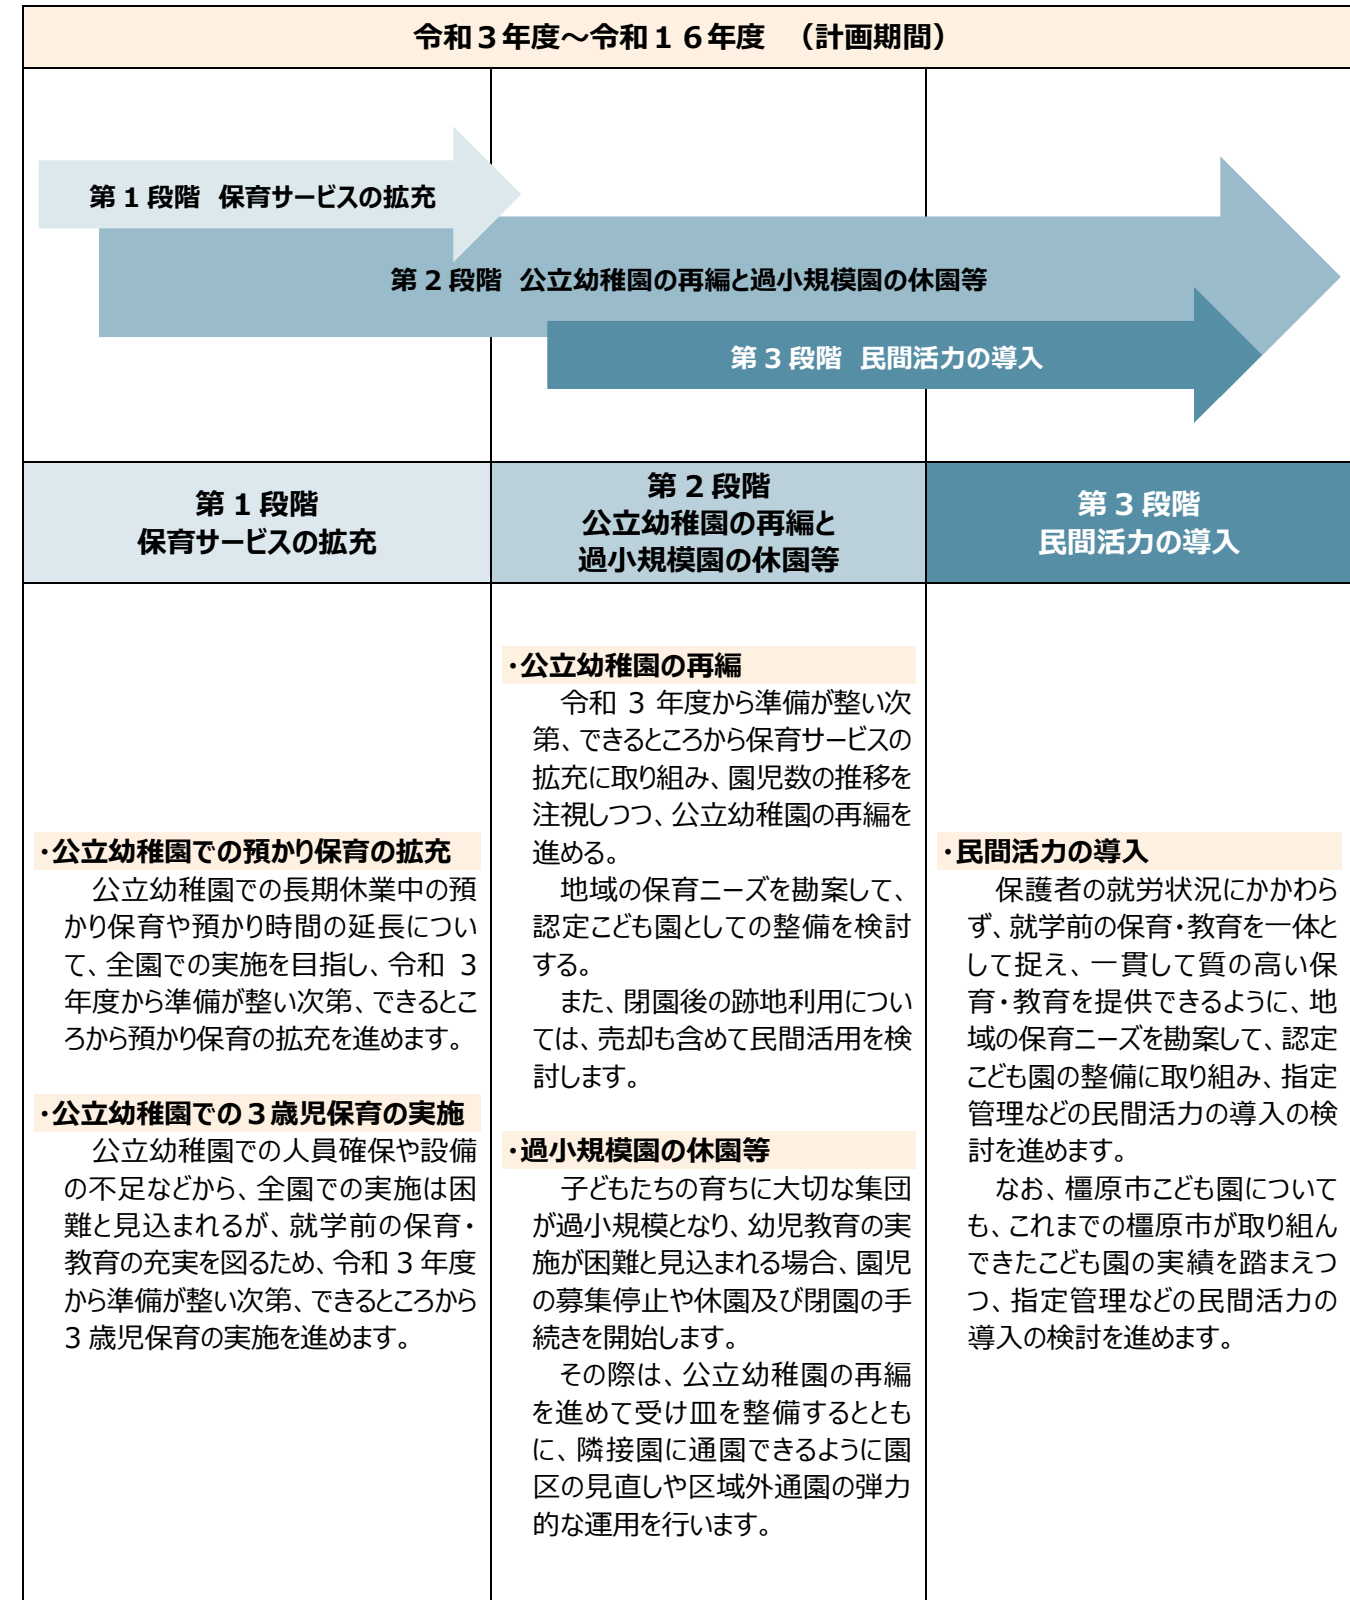 令和３年度～令和１６年度　（計画期間）
第 1 段階　保育サービスの拡充
第 2 段階　公立幼稚園の再編と過小規模園の休園等
第 3 段階　民間活力の導入
第 1 段階
保育サービスの拡充
第 2 段階
公立幼稚園の再編と
過小規模園の休園等
第 3 段階
民間活力の導入
・公立幼稚園での預かり保育の拡充
公立幼稚園での長期休業中の預
かり保育や預かり時間の延長につい
て、全園での実施を目指し、令和 3
年度から準備が整い次第、できるとこ
ろから預かり保育の拡充を進めます。
・公立幼稚園での３歳児保育の実施
公立幼稚園での人員確保や設備
の不足などから、全園での実施は困
難と見込まれるが、就学前の保育・
教育の充実を図るため、令和 3 年度
から準備が整い次第、できるところから
3 歳児保育の実施を進めます。
・公立幼稚園の再編
令和 3 年度から準備が整い次
第、できるところから保育サービスの
拡充に取り組み、園児数の推移を
注視しつつ、公立幼稚園の再編を
進める。
地域の保育ニーズを勘案して、
認定こども園としての整備を検討
する。
また、閉園後の跡地利用につい
ては、売却も含めて民間活用を検
討します。
・過小規模園の休園等
子どもたちの育ちに大切な集団
が過小規模となり、幼児教育の実
施が困難と見込まれる場合、園児
の募集停止や休園及び閉園の手
続きを開始します。
その際は、公立幼稚園の再編
を進めて受け皿を整備するととも
に、隣接園に通園できるように園
区の見直しや区域外通園の弾力
的な運用を行います。
・民間活力の導入
保護者の就労状況にかかわら
ず、就学前の保育・教育を一体と
して捉え、一貫して質の高い保
育・教育を提供できるように、地
域の保育ニーズを勘案して、認定
こども園の整備に取り組み、指定
管理などの民間活力の導入の検
討を進めます。
なお、橿原市こども園について
も、これまでの橿原市が取り組ん
できたこども園の実績を踏まえつ
つ、指定管理などの民間活力の
導入の検討を進めます。